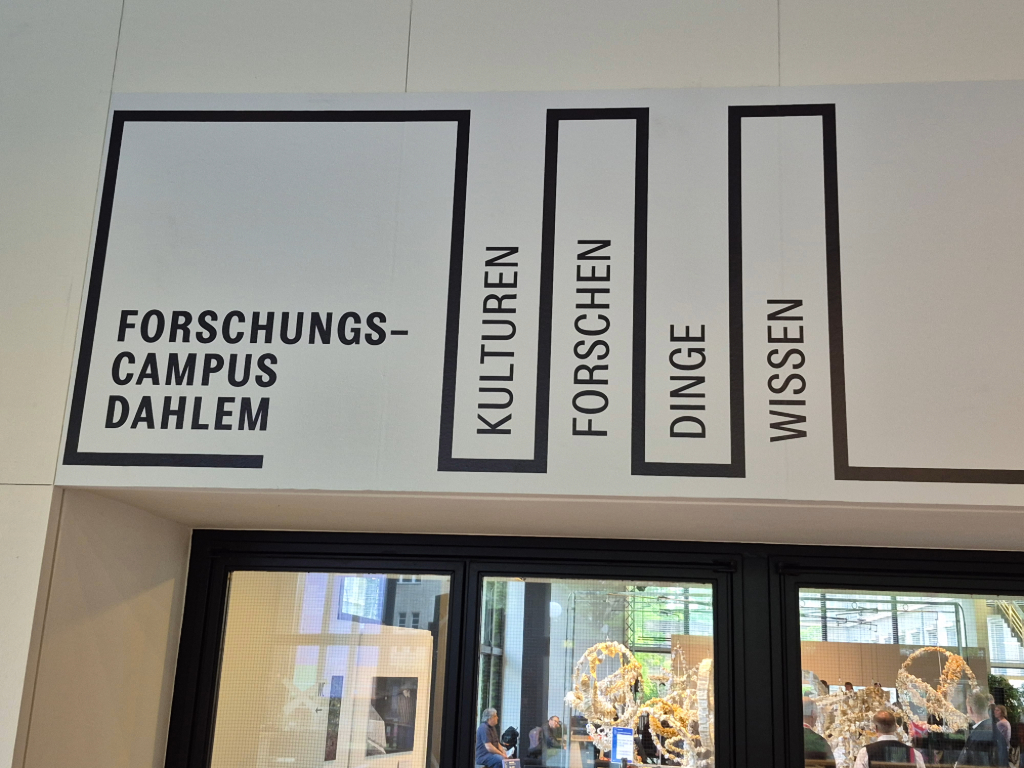 FORSCHUNGS-
CAMPUS
DAHLEM
KULTUREN
FORSCHEN
DINGE
WISSEN